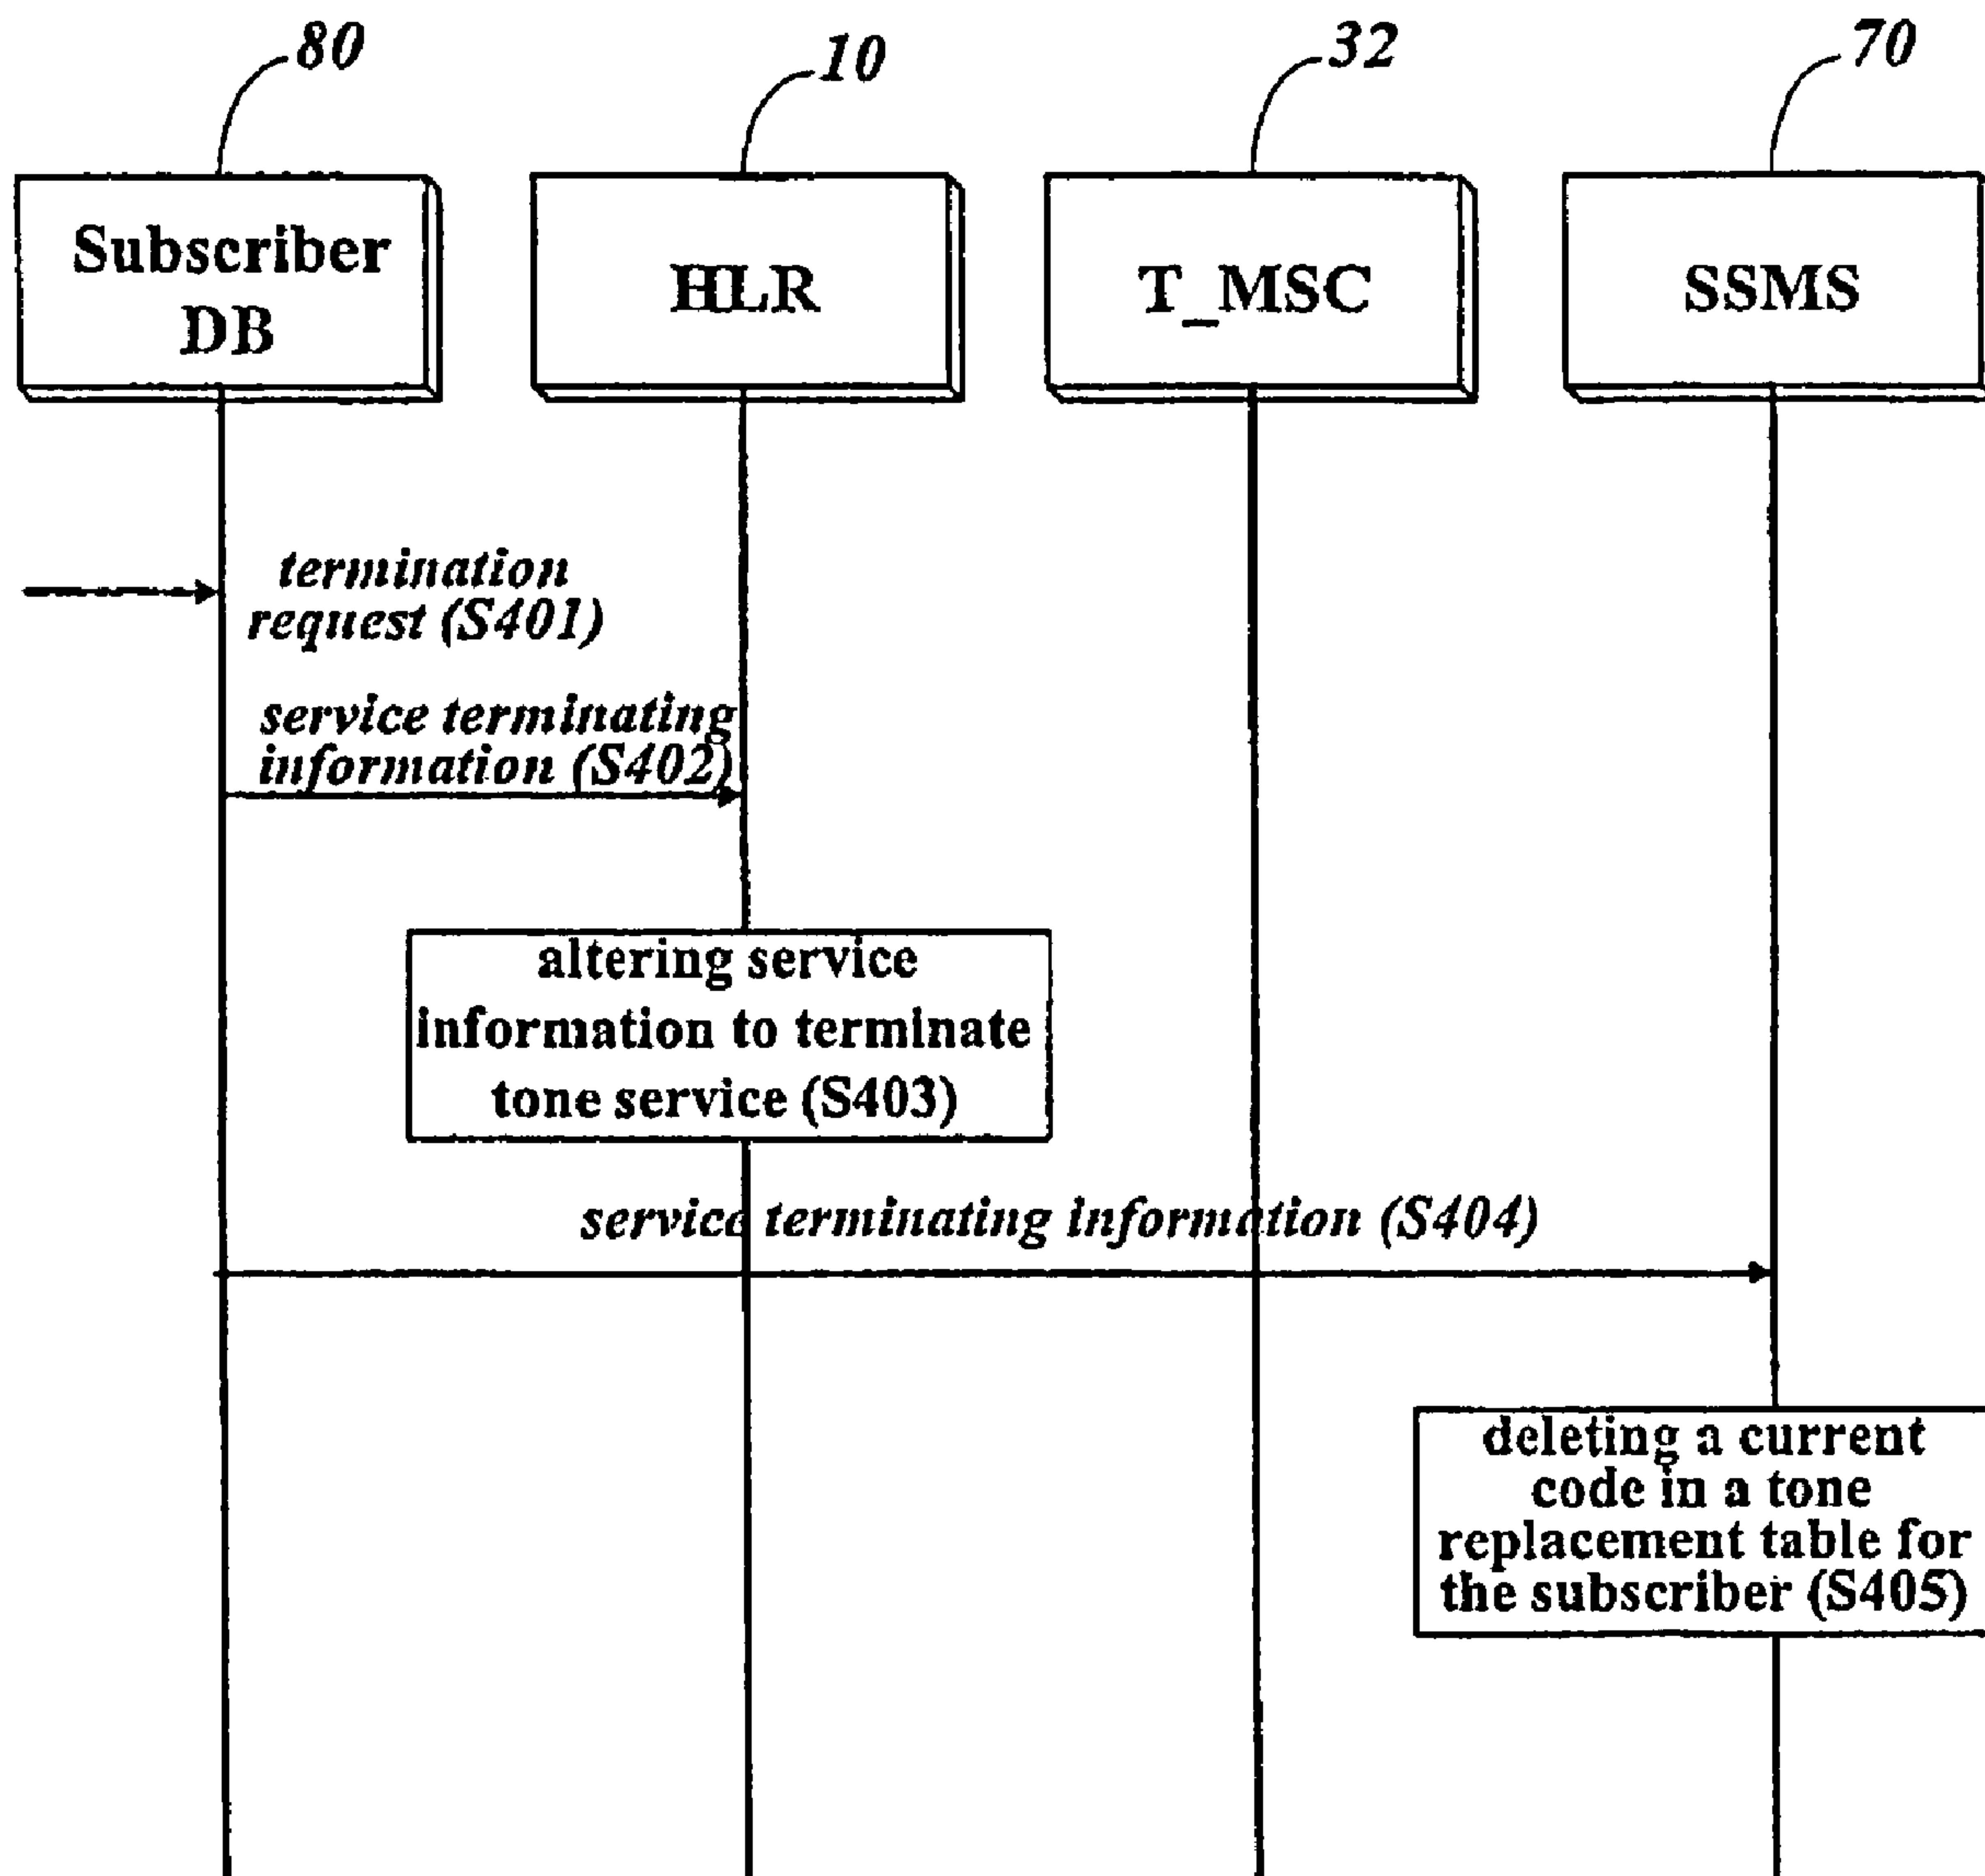 80
10
32
70
Subscriber
DB
HLR
T_MSC
SSMS
termination
request (S401)
service terminating
information (S402)
altering service
information to terminate
tone service (S403)
service terminating information (S404)
deleting a current
code in a tone
replacement table for
the subscriber (S405)